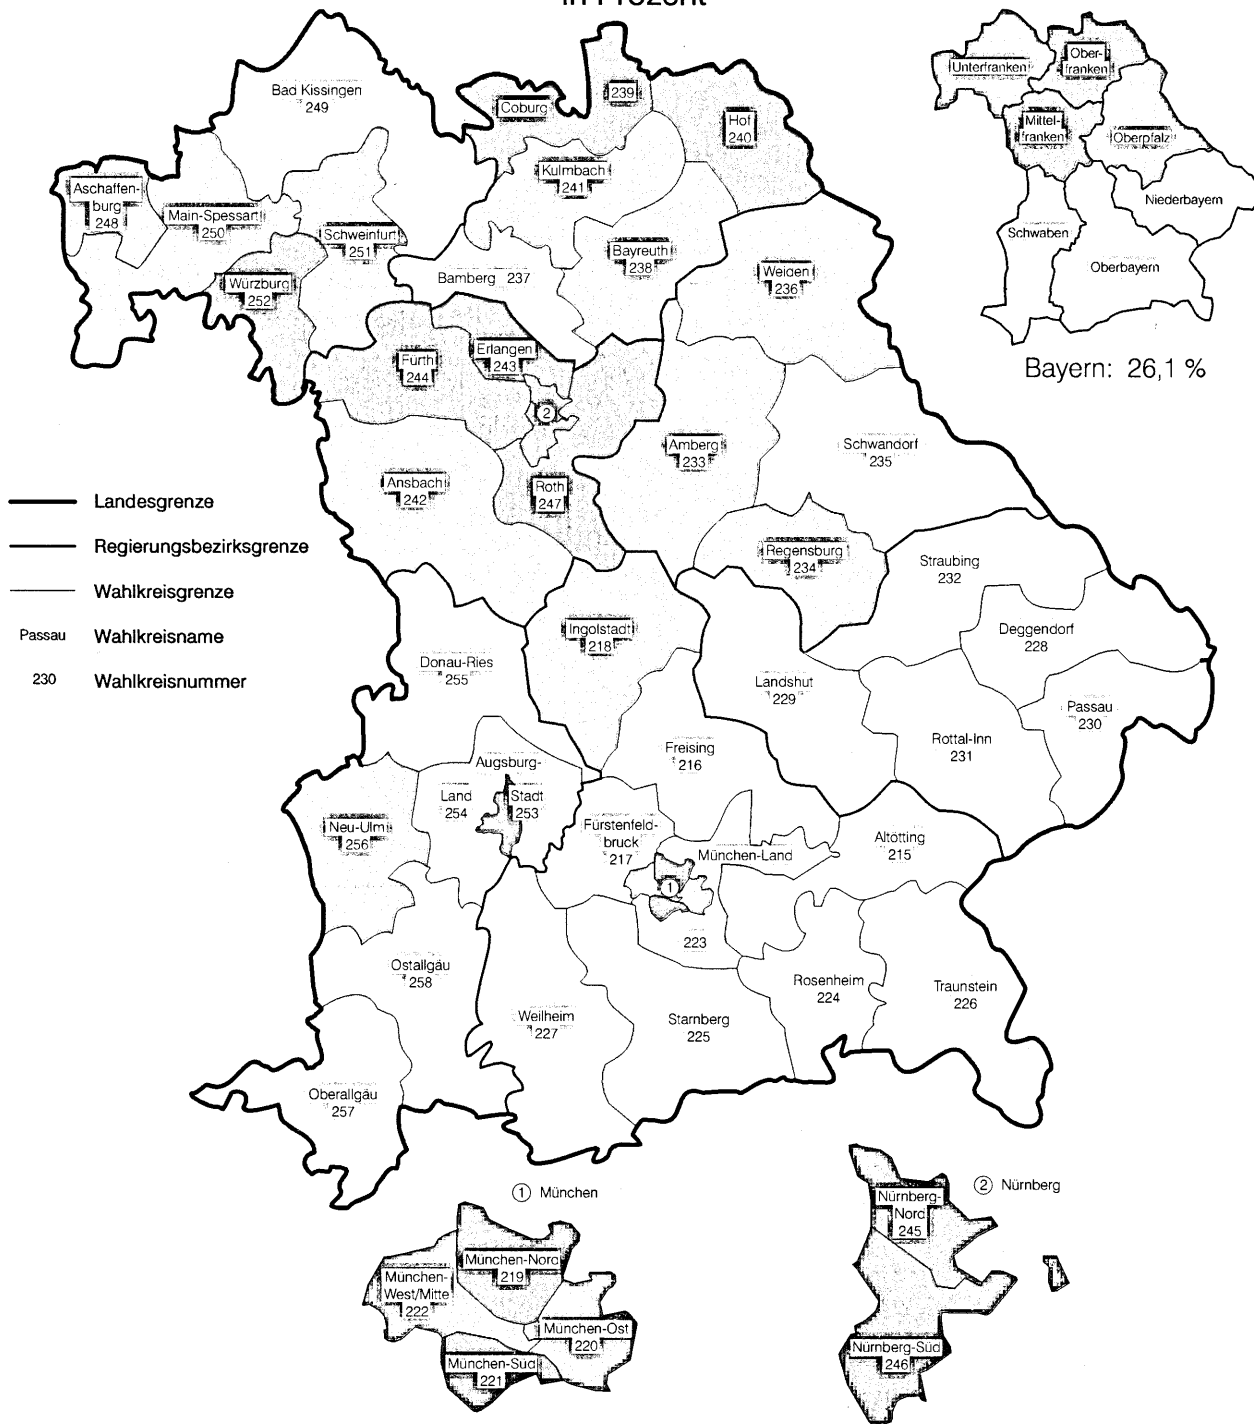 in Prozent
Bad Kissingen
249
Coburg
239
Hof
240
Kulmbach
241
Aschaffen-
burg
248
Main-Spessart
250
Schweinfurt
251
Würzburg
252
Bamberg 237
Bayreuth
238
Weiden
236
Unterfranken
Ober-
franken
Mittel-
franken
Oberpfalz
Niederbayern
Schwaben
Oberbayern
Bayern: 26,1 %
Fürth
244
Erlangen
243
2
Amberg
233
Schwandorf
235
Ansbach
242
Roth
247
Regensburg
234
Straubing
232
Deggendorf
228
Landesgrenze
Regierungsbezirksgrenze
Wahlkreisgrenze
Passau Wahlkreisname
230 Wahlkreisnummer
Ingolstadt
218
Donau-Ries
255
Landshut
229
Passau
230
Rottal-Inn
231
Freising
216
Augsburg-
Land
254
Stadt
253
Neu-Ulm
256
Fürstenfeld-
bruck
217
München-Land
Altötting
215
1
223
Ostallgäu
258
Weilheim
227
Starnberg
225
Rosenheim
224
Traunstein
226
Oberallgäu
257
1 München
München-Nord
219
München-
West/Mitte
222
München-Ost
220
München-Süd
221
2 Nürnberg
Nürnberg-
Nord
245
Nürnberg-Süd
246